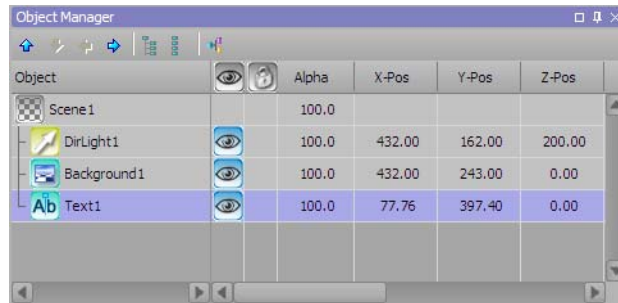 Object Manager
Object Alpha X-Pos Y-Pos Z-Pos
Scene1 100.0
DirLight1 100.0 432.00 162.00 200.00
Background1 100.0 432.00 243.00 0.00
Ab Text1 100.0 77.76 397.40 0.00